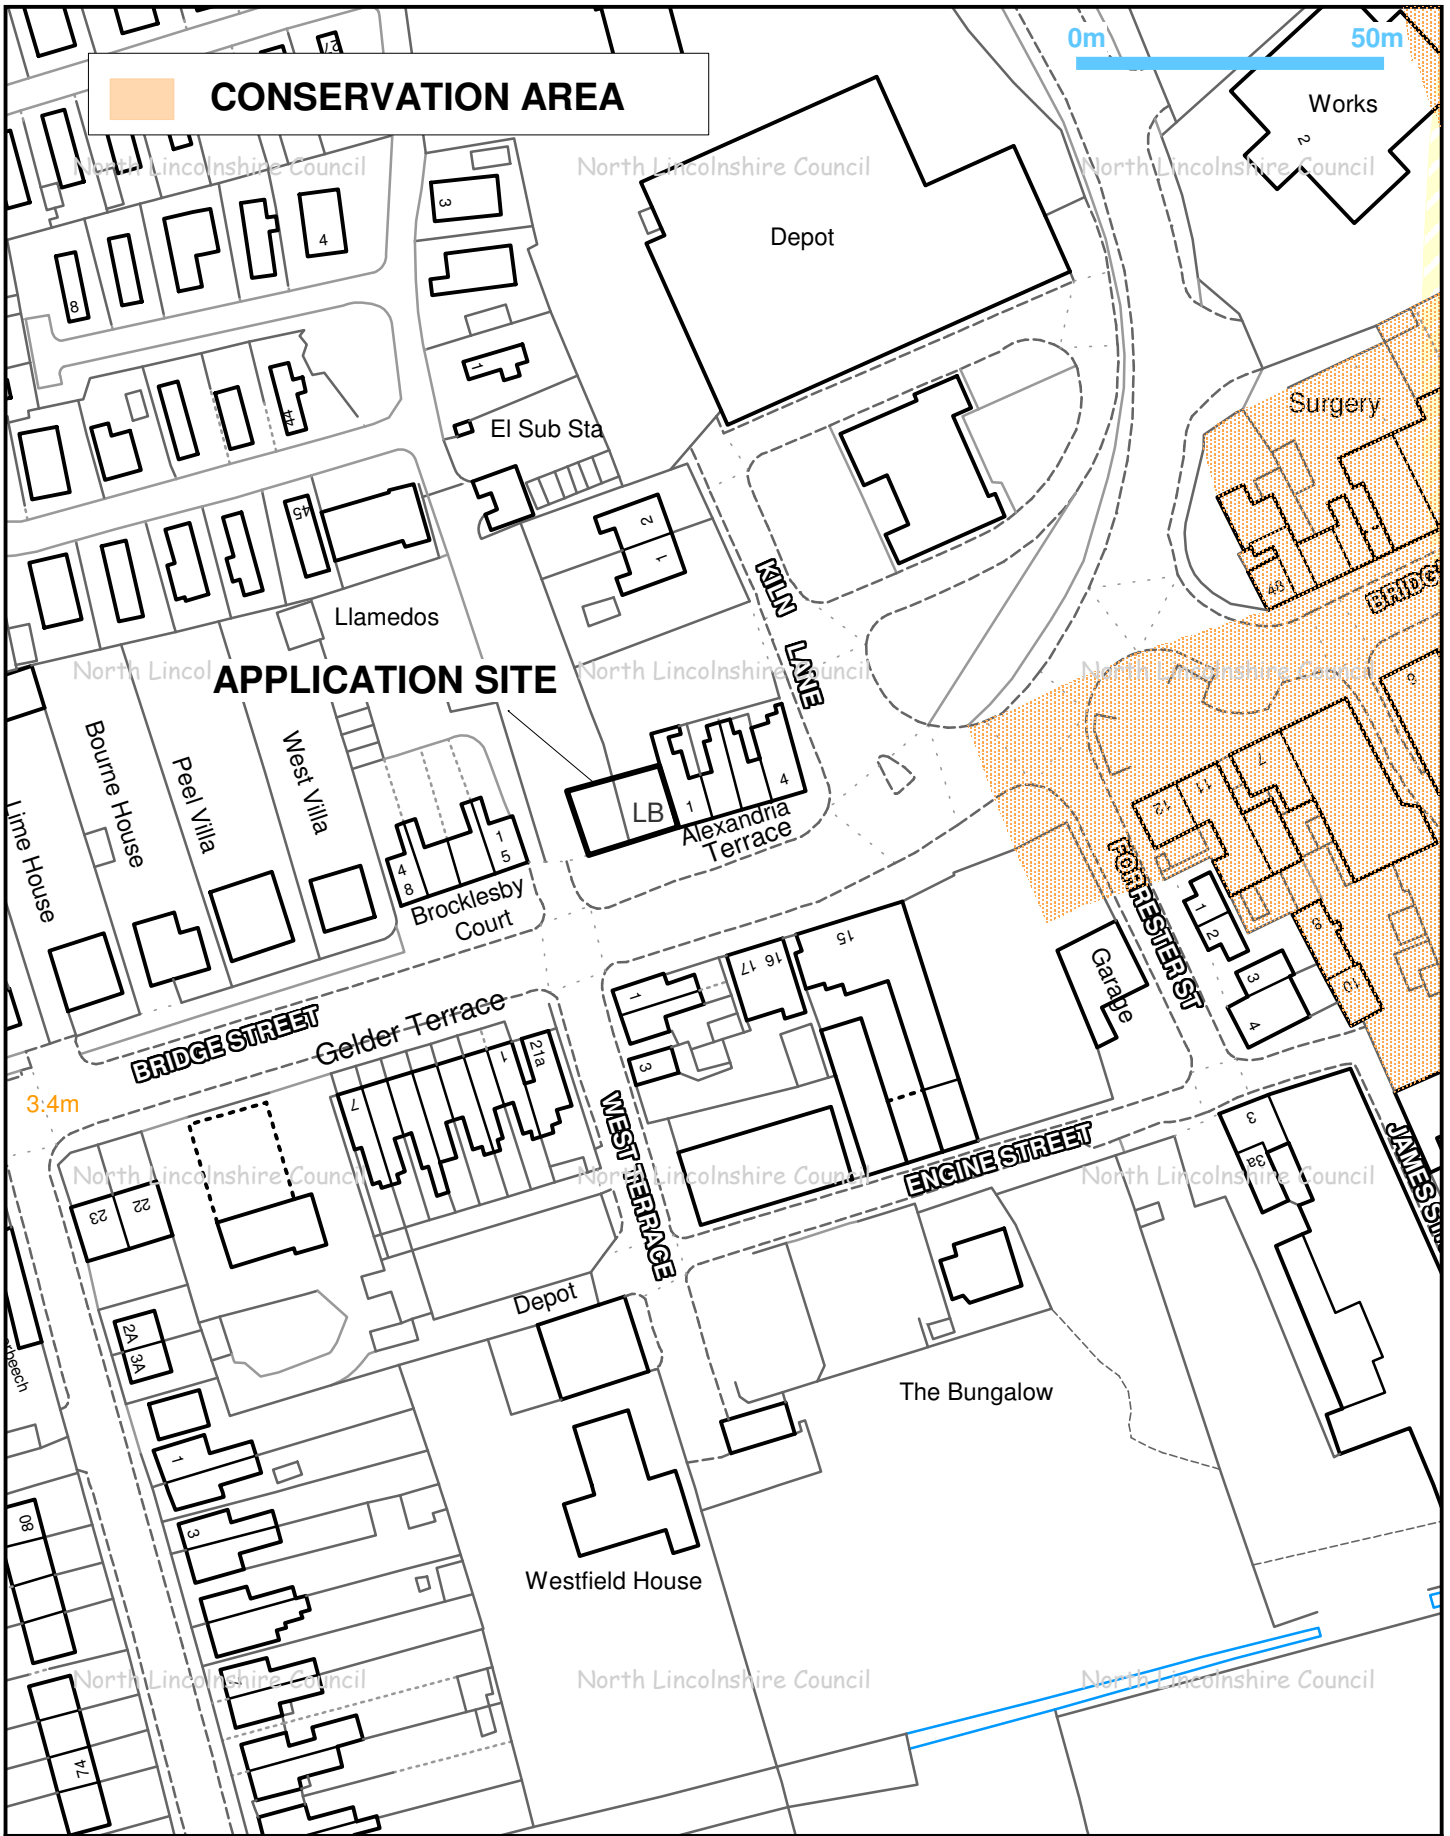 27
0m
50m
CONSERVATION AREA
Works
2
North Lincolnshire Council
North Lincolnshire Council
North Lincolnshire Council
3
4
Depot
8
1
44
El Sub Sta
Surgery
45
2
1
48
KILN LANE
Llamedos
North Lincol
North Lincolnshire Council
North Lincolnshire Council
APPLICATION SITE
Bourne House
Peel Villa
West Villa
Lime House
LB
1
4
Alexandria
Terrace
1
5
4
8
Brocklesby
Court
7
11
12
FORRESTER ST
1
2
3
4
Garage
15
16
17
1
3
BRIDGE STREET
Gelder Terrace
1
21a
7
3.4m
WEST TERRACE
ENGINE STREET
3
3a
JAMES
North Lincolnshire Council
North Lincolnshire Council
North Lincolnshire Council
23
22
2A
3A
Depot
The Bungalow
1
3
80
Westfield House
North Lincolnshire Council
North Lincolnshire Council
North Lincolnshire Council
74